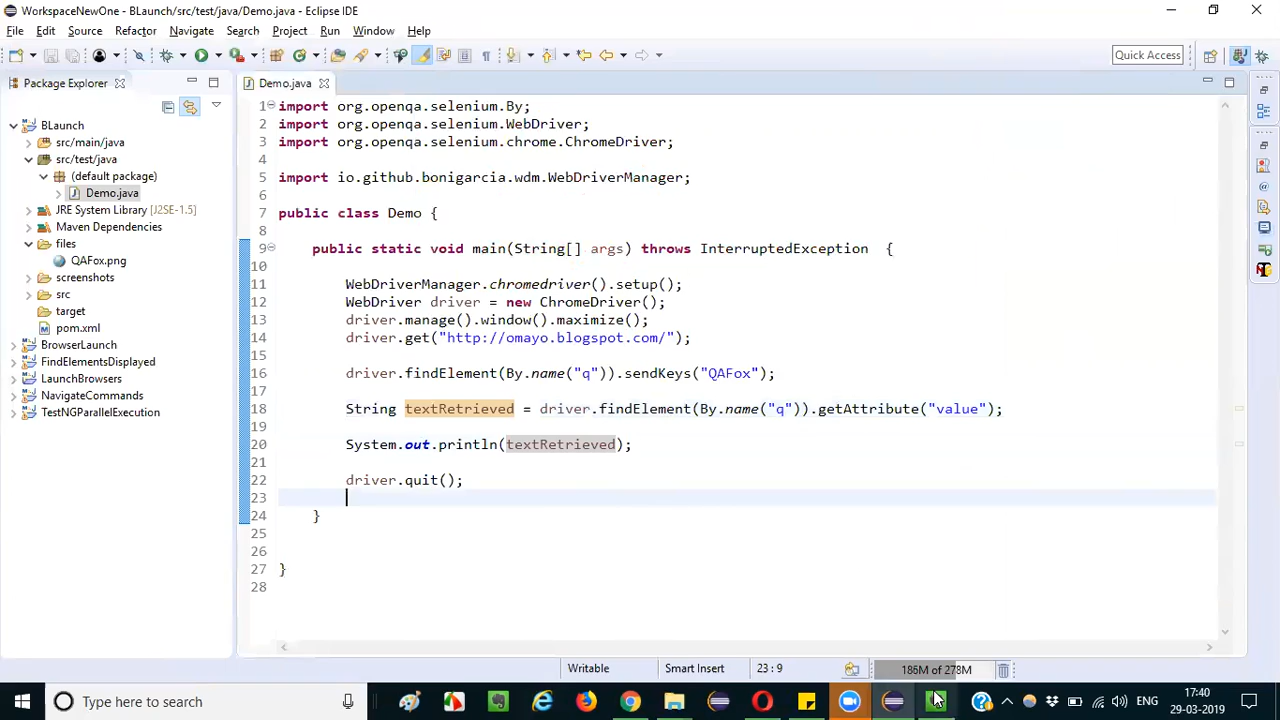 WorkspaceNewOne - BLaunch/src/test/java/Demo.java - Eclipse IDE
File Edit Source Refactor Navigate Search Project Run Window Help
Quick Access
Package Explorer
Demo.java
BLaunch
src/main/java
src/test/java
(default package)
Demo.java
JRE System Library [J2SE-1.5]
Maven Dependencies
files
QAFox.png
screenshots
src
target
pom.xml
BrowserLaunch
FindElementsDisplayed
LaunchBrowsers
NavigateCommands
TestNGParallelExecution
1 import org.openqa.selenium.By;
2 import org.openqa.selenium.WebDriver;
3 import org.openqa.selenium.chrome.ChromeDriver;
4
5 import io.github.bonigarcia.wdm.WebDriverManager;
6
7 public class Demo {
8
9 public static void main(String[] args) throws InterruptedException {
10
11 WebDriverManager.chromedriver().setup();
12 WebDriver driver = new ChromeDriver();
13 driver.manage().window().maximize();
14 driver.get("http://omayo.blogspot.com/");
15
16 driver.findElement(By.name("q")).sendKeys("QAFox");
17
18 String textRetrieved = driver.findElement(By.name("q")).getAttribute("value");
19
20 System.out.println(textRetrieved);
21
22 driver.quit();
23
24 }
25
26
27 }
28
Writable Smart Insert 23 : 9 186M of 278M
Type here to search
ENG
17:40
29-03-2019